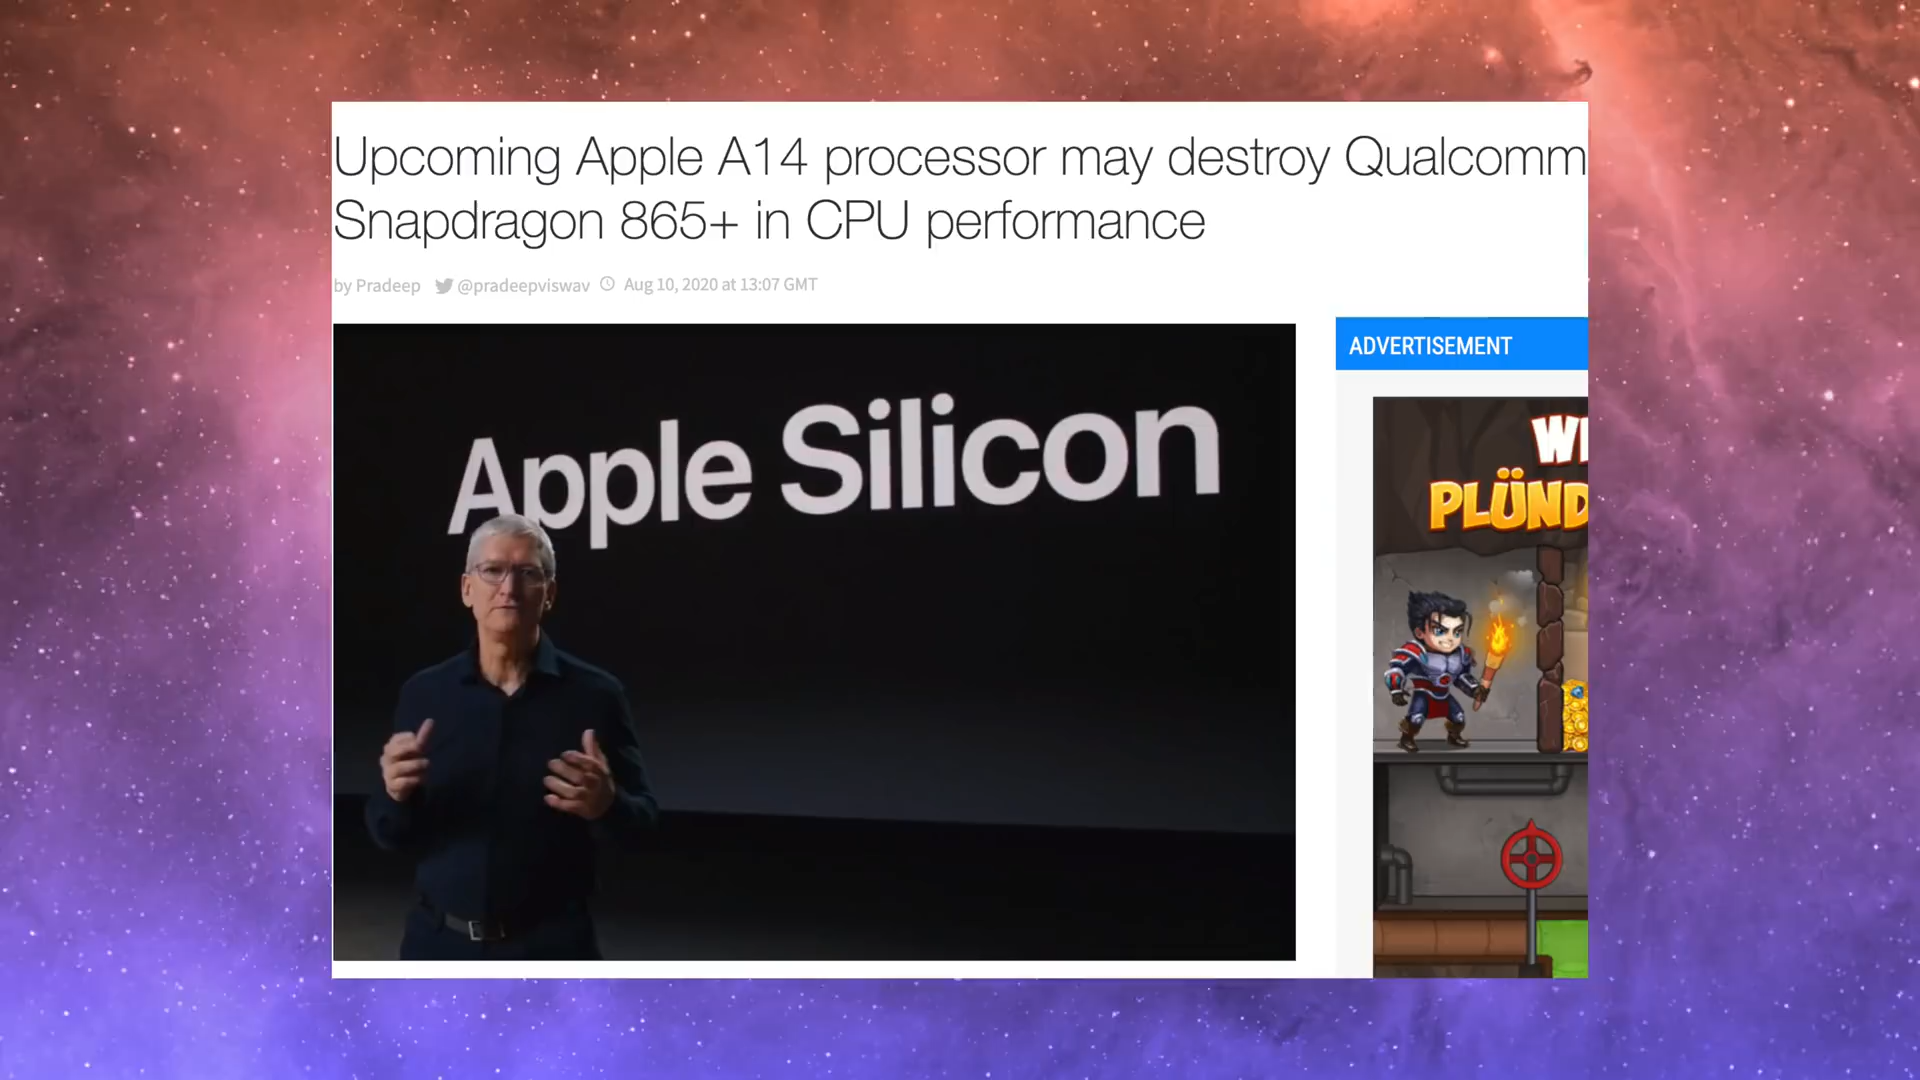 Upcoming Apple A14 processor may destroy Qualcomm
Snapdragon 865+ in CPU performance
by Pradeep @pradeepviswav Aug 10, 2020 at 13:07 GMT
ADVERTISEMENT
Apple Silicon